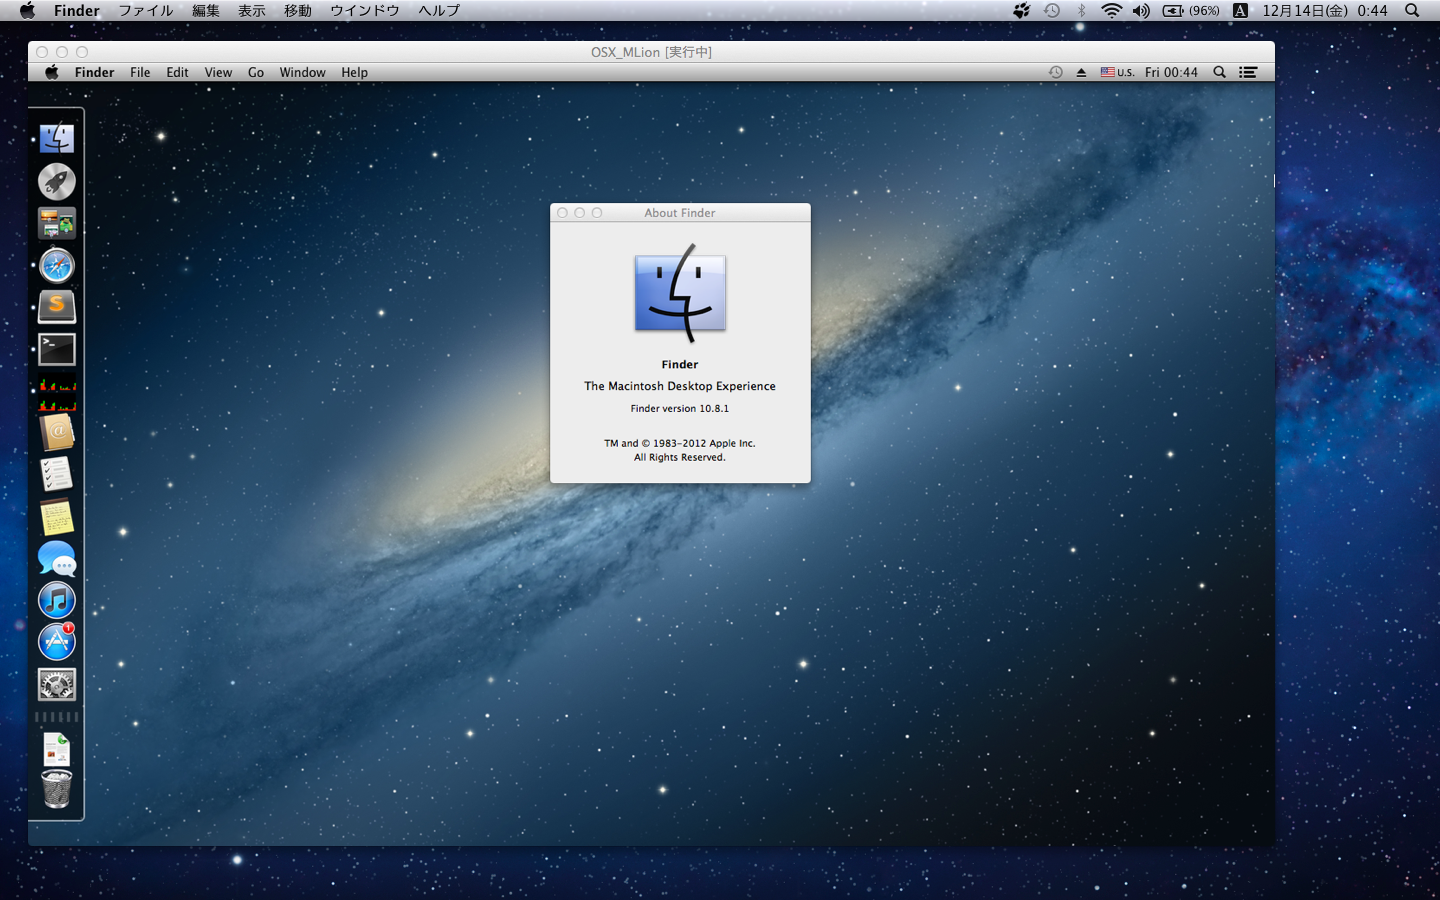 Finder ファイル 編集 表示 移動 ウインドウ ヘルプ (96%) A 12月14日(金) 0:44
OSX_MLion [実行中]
Finder File Edit View Go Window Help U.S. Fri 00:44
About Finder
Finder
The Macintosh Desktop Experience
Finder version 10.8.1
TM and © 1983–2012 Apple Inc.
All Rights Reserved.
S
>_
@
1